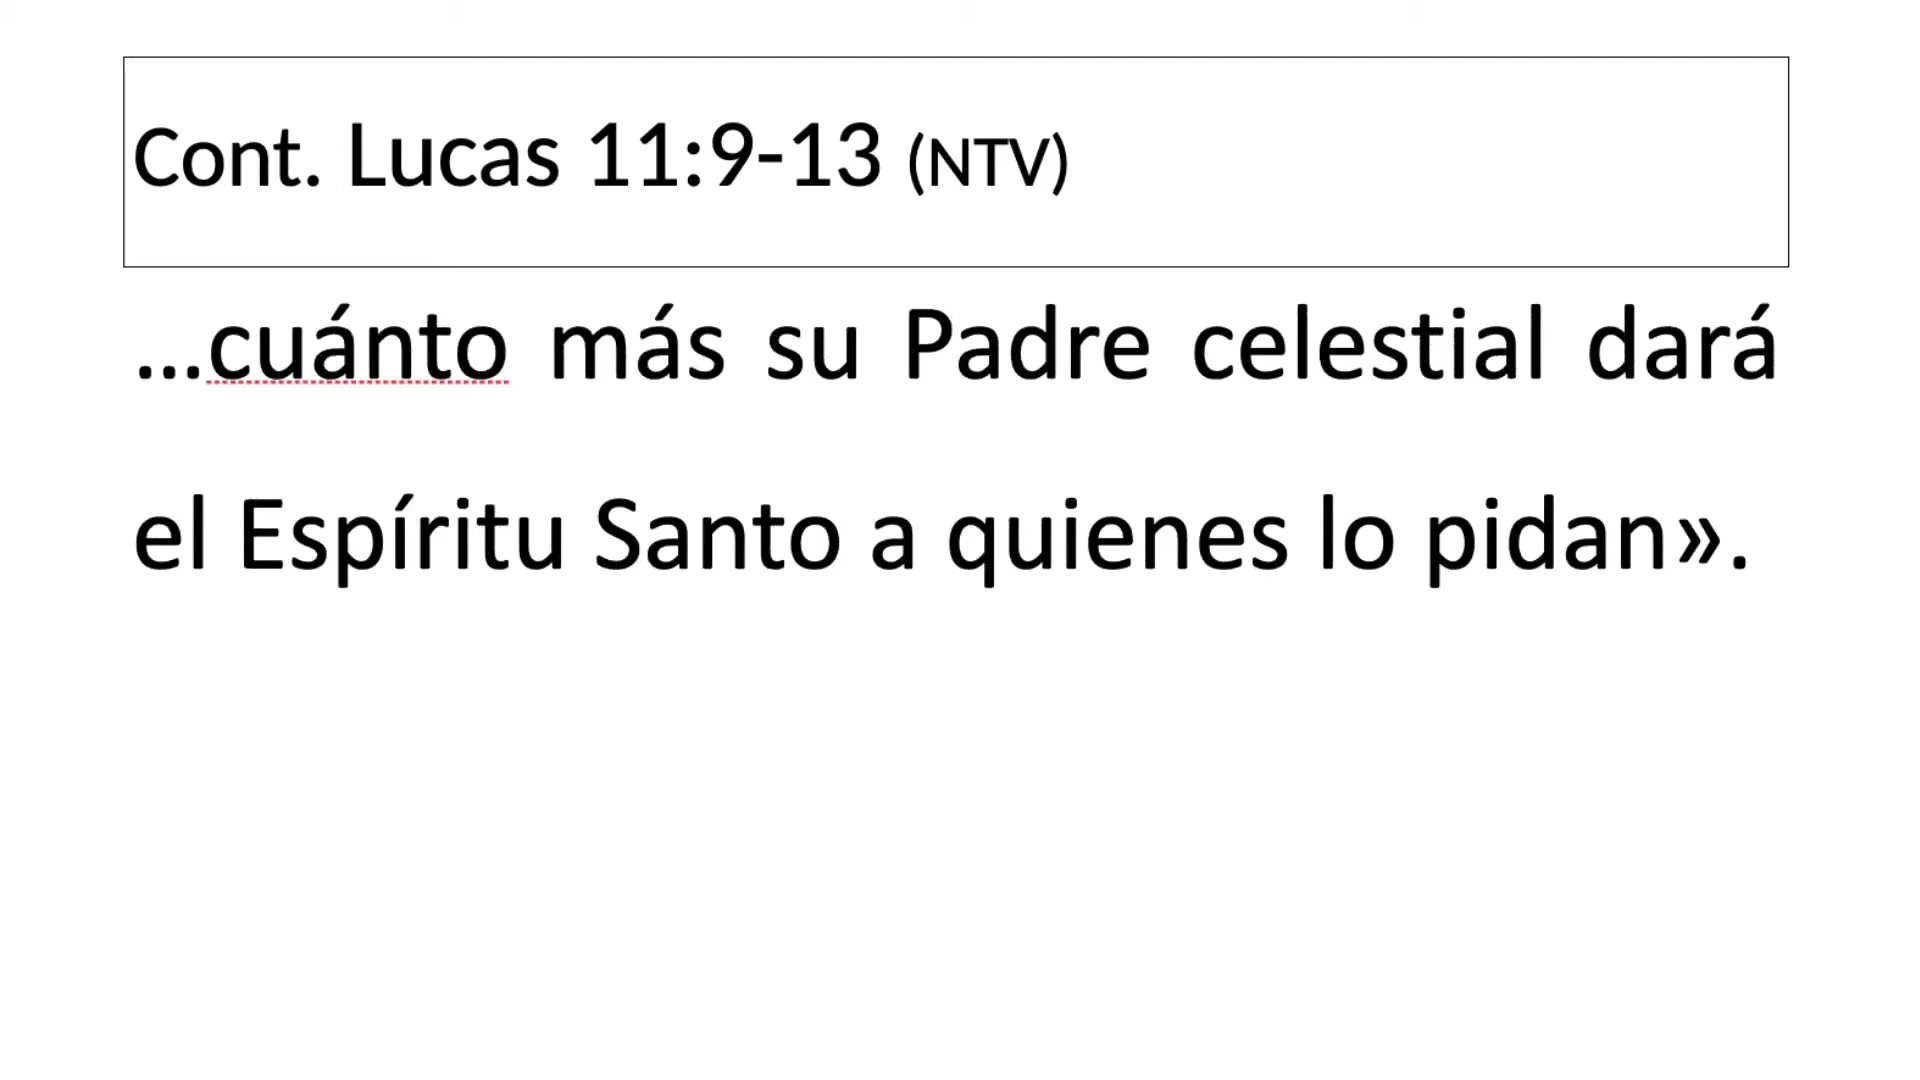 Cont. Lucas 11:9-13 (NTV)
…cuánto más su Padre celestial dará
el Espíritu Santo a quienes lo pidan».